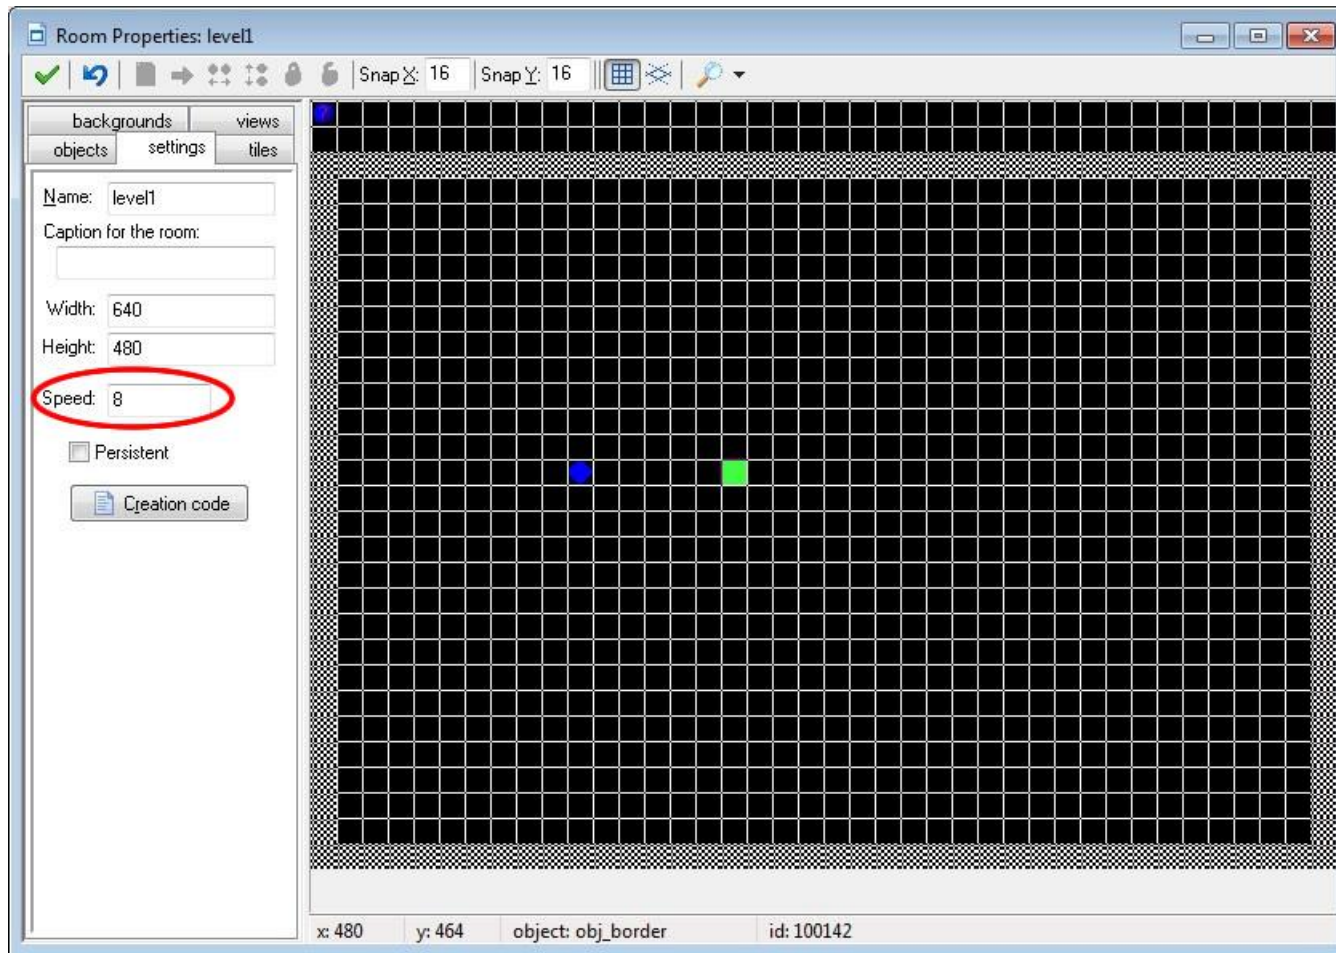 Room Properties: level1
Snap X: 16 Snap Y: 16
backgrounds views
objects settings tiles
?
Name: level1
Caption for the room:
Width: 640
Height: 480
Speed: 8
Persistent
Creation code
x: 480 y: 464 object: obj_border id: 100142